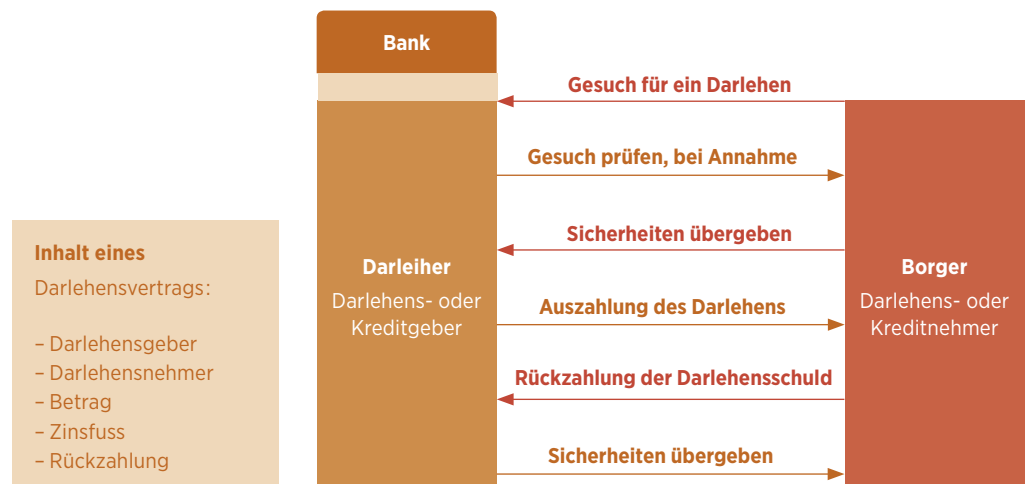 Bank
Gesuch für ein Darlehen
Gesuch prüfen, bei Annahme
Sicherheiten übergeben
Auszahlung des Darlehens
Rückzahlung der Darlehensschuld
Sicherheiten übergeben
Darleiher
Darlehens- oder
Kreditgeber
Borger
Darlehens- oder
Kreditnehmer
Inhalt eines
Darlehensvertrags:
– Darlehensgeber
– Darlehensnehmer
– Betrag
– Zinsfuss
– Rückzahlung